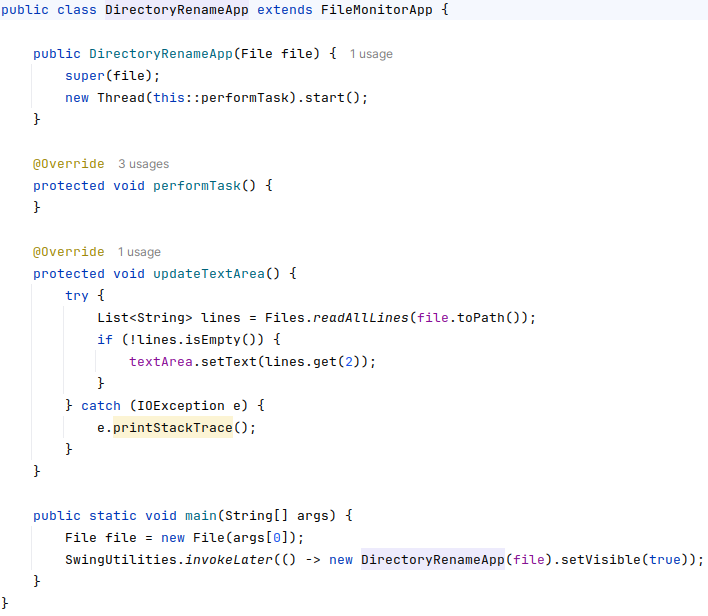 public class DirectoryRenameApp extends FileMonitorApp {
    public DirectoryRenameApp(File file) { 1 usage
        super(file);
        new Thread(this::performTask).start();
    }
    @Override 3 usages
    protected void performTask() {
    }
    @Override 1 usage
    protected void updateTextArea() {
        try {
            List<String> lines = Files.readAllLines(file.toPath());
            if (!lines.isEmpty()) {
                textArea.setText(lines.get(2));
            }
        } catch (IOException e) {
            e.printStackTrace();
        }
    }
    public static void main(String[] args) {
        File file = new File(args[0]);
        SwingUtilities.invokeLater(() -> new DirectoryRenameApp(file).setVisible(true));
    }
}